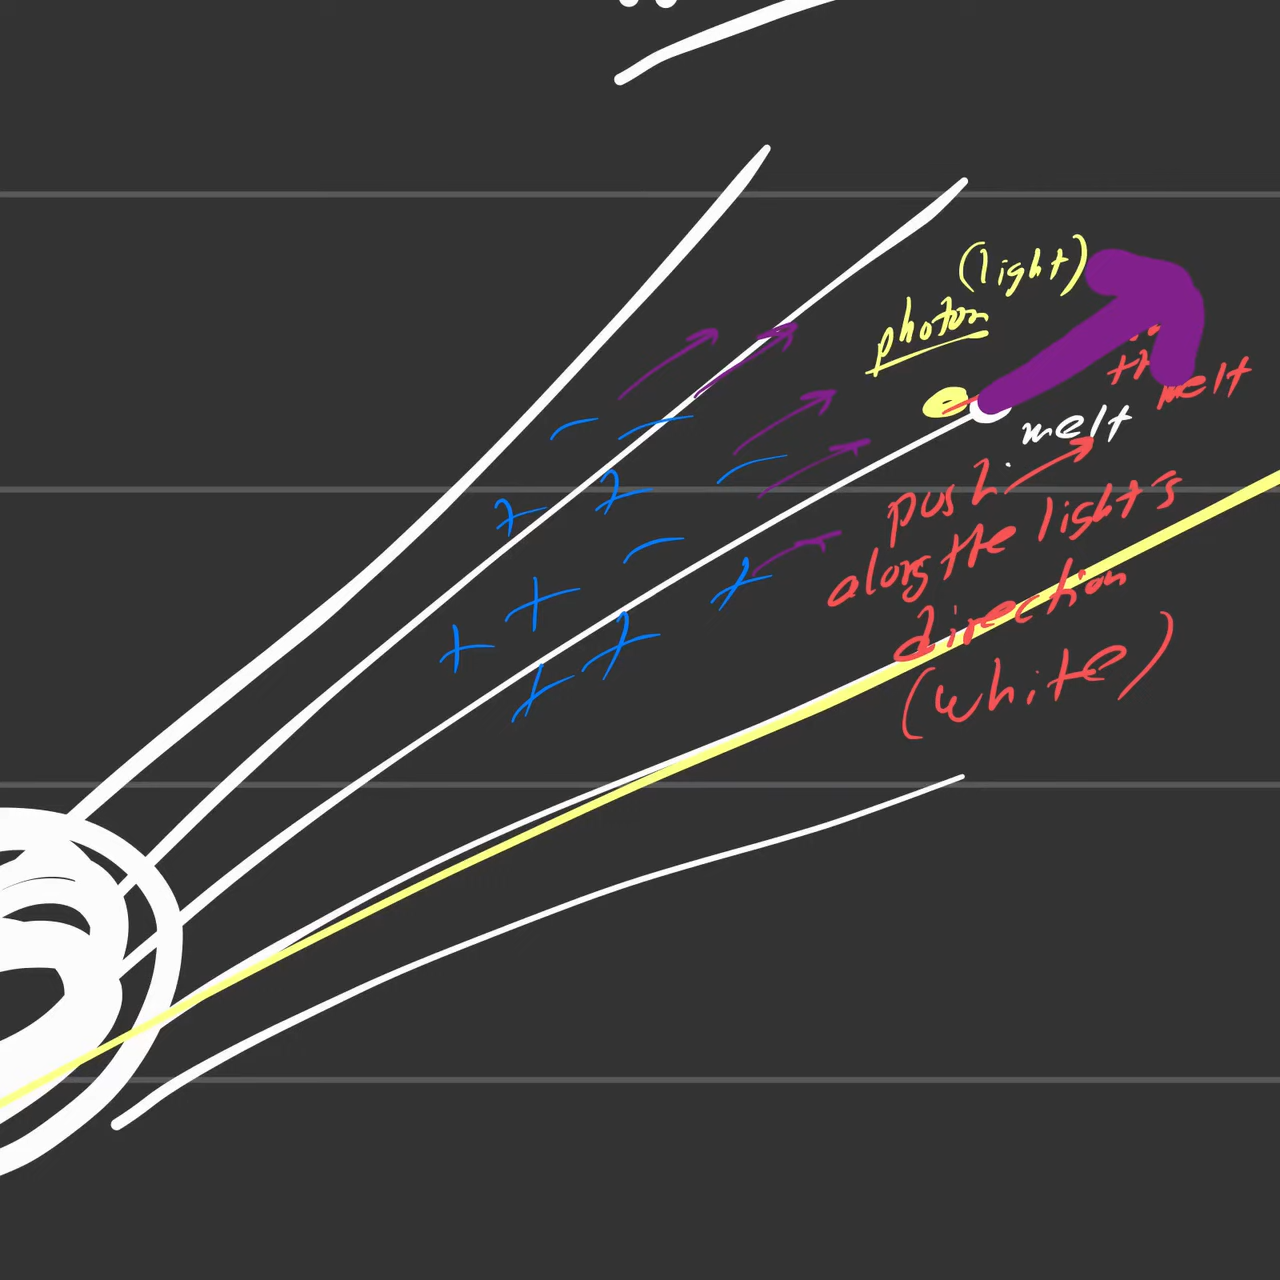 (light)
photon
melt
melt
push
along the light's
direction
(white)
+ +
+ +
+ + +